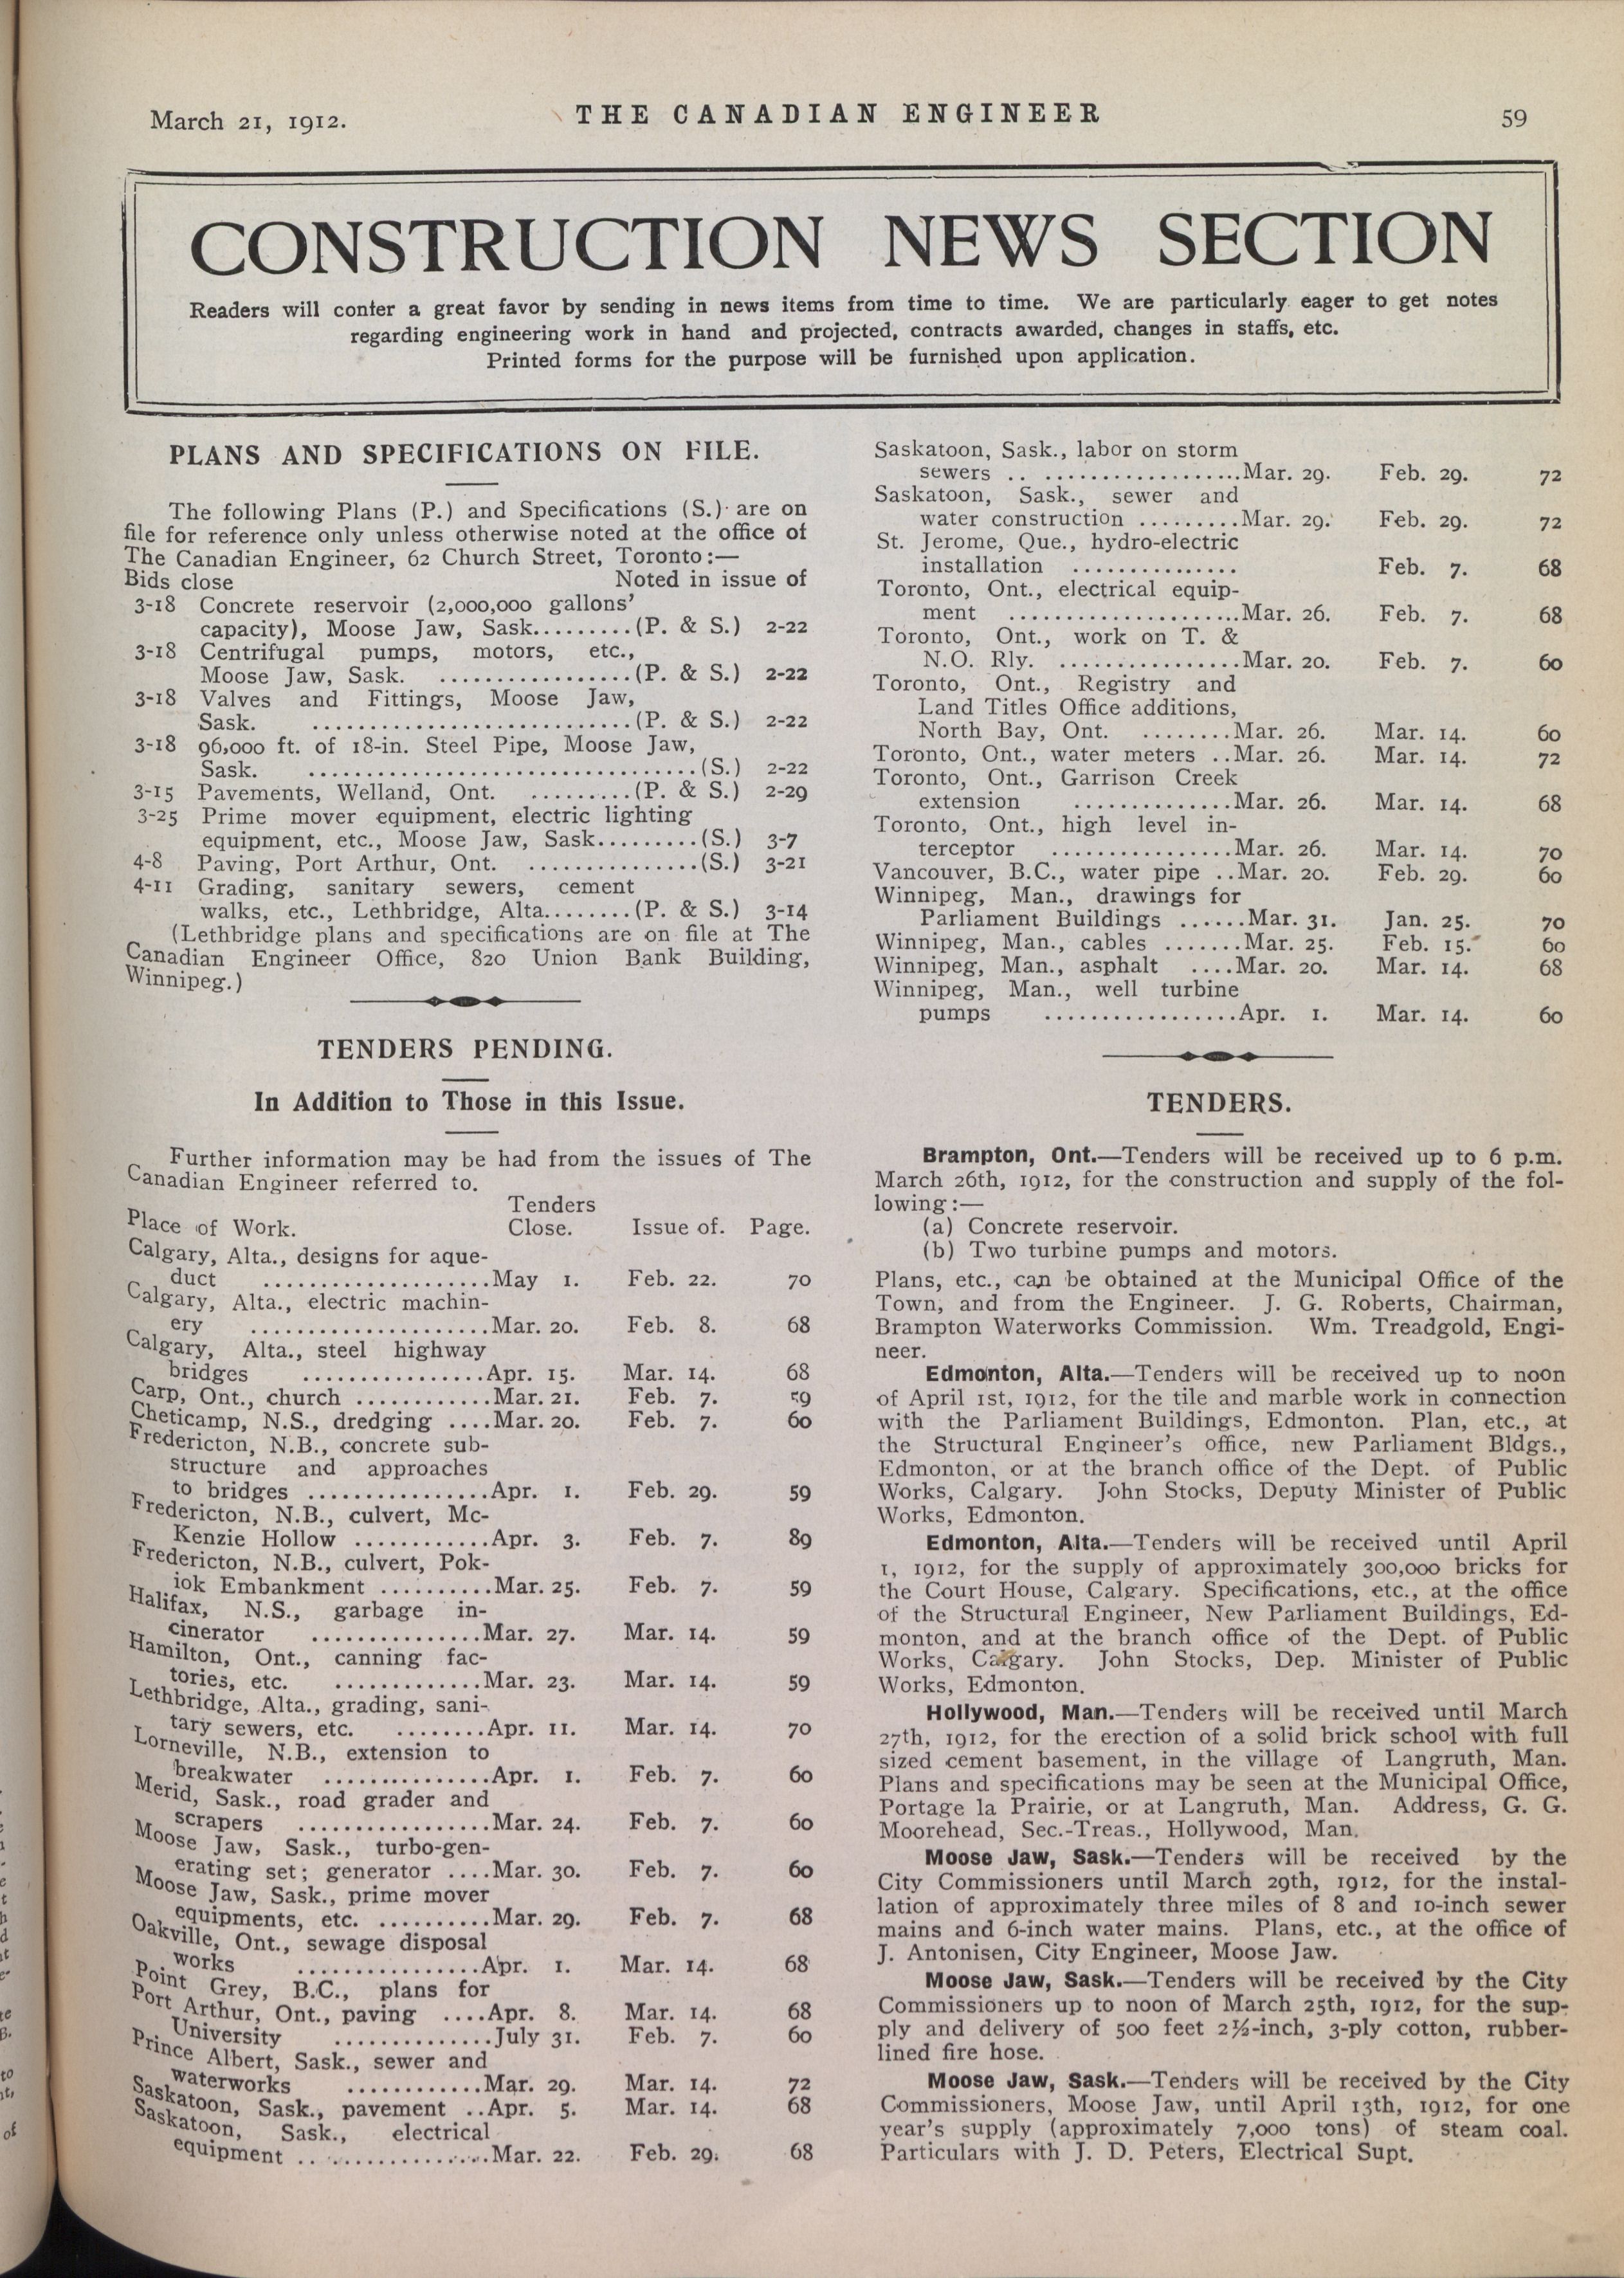 March 21, 1912.
THE CANADIAN ENGINEER
59
CONSTRUCTION NEWS SECTION
Readers will confer a great favor by sending in news items from time to time. We are particularly eager to get notes
regarding engineering work in hand and projected, contracts awarded, changes in staffs, etc.
Printed forms for the purpose will be furnished upon application.
PLANS AND SPECIFICATIONS ON FILE.
The following Plans (P.) and Specifications (S.) are on
file for reference only unless otherwise noted at the office of
The Canadian Engineer, 62 Church Street, Toronto:—
Bids close Noted in issue of
3-18 Concrete reservoir (2,000,000 gallons'
capacity), Moose Jaw, Sask.........(P. & S.) 2-22
3-18 Centrifugal pumps, motors, etc.,
Moose Jaw, Sask. .................(P. & S.) 2-22
3-18 Valves and Fittings, Moose Jaw,
Sask. ............................(P. & S.) 2-22
3-18 96,000 ft. of 18-in. Steel Pipe, Moose Jaw,
Sask. ..................................(S.) 2-22
3-15 Pavements, Welland, Ont. .........(P. & S.) 2-29
3-25 Prime mover equipment, electric lighting
equipment, etc., Moose Jaw, Sask.........(S.) 3-7
4-8 Paving, Port Arthur, Ont. ...............(S.) 3-21
4-11 Grading, sanitary sewers, cement
walks, etc., Lethbridge, Alta........(P. & S.) 3-14
(Lethbridge plans and specifications are on file at The
Canadian Engineer Office, 820 Union Bank Building,
Winnipeg.)
TENDERS PENDING.
In Addition to Those in this Issue.
Further information may be had from the issues of The
Canadian Engineer referred to.
Tenders
Place of Work. Close. Issue of. Page.
Calgary, Alta., designs for aque-
duct ....................May 1. Feb. 22. 70
Calgary, Alta., electric machin-
ery .....................Mar. 20. Feb. 8. 68
Calgary, Alta., steel highway
bridges ................Apr. 15. Mar. 14. 68
Carp, Ont., church ............Mar. 21. Feb. 7. 59
Cheticamp, N.S., dredging ....Mar. 20. Feb. 7. 60
Fredericton, N.B., concrete sub-
structure and approaches
to bridges ................Apr. 1. Feb. 29. 59
Fredericton, N.B., culvert, Mc-
Kenzie Hollow ............Apr. 3. Feb. 7. 89
Fredericton, N.B., culvert, Pok-
iok Embankment ..........Mar. 25. Feb. 7. 59
Halifax, N.S., garbage in-
cinerator ...............Mar. 27. Mar. 14. 59
Hamilton, Ont., canning fac-
tories, etc. .............Mar. 23. Mar. 14. 59
Lethbridge, Alta., grading, sani-
tary sewers, etc. ........Apr. 11. Mar. 14. 70
Lorneville, N.B., extension to
breakwater ...............Apr. 1. Feb. 7. 60
Merid, Sask., road grader and
scrapers .................Mar. 24. Feb. 7. 60
Moose Jaw, Sask., turbo-gen-
erating set; generator ....Mar. 30. Feb. 7. 60
Moose Jaw, Sask., prime mover
equipments, etc. ..........Mar. 29. Feb. 7. 68
Oakville, Ont., sewage disposal
works ................Apr. 1. Mar. 14. 68
Point Grey, B.C., plans for
Port Arthur, Ont., paving ....Apr. 8. Mar. 14. 68
University ..............July 31. Feb. 7. 60
Prince Albert, Sask., sewer and
waterworks ............Mar. 29. Mar. 14. 72
Saskatoon, Sask., pavement ..Apr. 5. Mar. 14. 68
Saskatoon, Sask., electrical
equipment .................Mar. 22. Feb. 29. 68
Saskatoon, Sask., labor on storm
sewers .. .................Mar. 29. Feb. 29. 72
Saskatoon, Sask., sewer and
water construction .........Mar. 29. Feb. 29. 72
St. Jerome, Que., hydro-electric
installation ............... Feb. 7. 68
Toronto, Ont., electrical equip-
ment .....................Mar. 26. Feb. 7. 68
Toronto, Ont., work on T. &
N.O. Rly. ................Mar. 20. Feb. 7. 60
Toronto, Ont., Registry and
Land Titles Office additions,
North Bay, Ont. ........Mar. 26. Mar. 14. 60
Toronto, Ont., water meters ..Mar. 26. Mar. 14. 72
Toronto, Ont., Garrison Creek
extension ..............Mar. 26. Mar. 14. 68
Toronto, Ont., high level in-
terceptor ................Mar. 26. Mar. 14. 70
Vancouver, B.C., water pipe ..Mar. 20. Feb. 29. 60
Winnipeg, Man., drawings for
Parliament Buildings ......Mar. 31. Jan. 25. 70
Winnipeg, Man., cables .......Mar. 25. Feb. 15. 60
Winnipeg, Man., asphalt ....Mar. 20. Mar. 14. 68
Winnipeg, Man., well turbine
pumps .................Apr. 1. Mar. 14. 60
TENDERS.
Brampton, Ont.—Tenders will be received up to 6 p.m.
March 26th, 1912, for the construction and supply of the fol-
lowing:—
(a) Concrete reservoir.
(b) Two turbine pumps and motors.
Plans, etc., can be obtained at the Municipal Office of the
Town, and from the Engineer. J. G. Roberts, Chairman,
Brampton Waterworks Commission. Wm. Treadgold, Engi-
neer.
Edmonton, Alta.—Tenders will be received up to noon
of April 1st, 1912, for the tile and marble work in connection
with the Parliament Buildings, Edmonton. Plan, etc., at
the Structural Engineer's office, new Parliament Bldgs.,
Edmonton, or at the branch office of the Dept. of Public
Works, Calgary. John Stocks, Deputy Minister of Public
Works, Edmonton.
Edmonton, Alta.—Tenders will be received until April
1, 1912, for the supply of approximately 300,000 bricks for
the Court House, Calgary. Specifications, etc., at the office
of the Structural Engineer, New Parliament Buildings, Ed-
monton, and at the branch office of the Dept. of Public
Works, Calgary. John Stocks, Dep. Minister of Public
Works, Edmonton.
Hollywood, Man.—Tenders will be received until March
27th, 1912, for the erection of a solid brick school with full
sized cement basement, in the village of Langruth, Man.
Plans and specifications may be seen at the Municipal Office,
Portage la Prairie, or at Langruth, Man. Address, G. G.
Moorehead, Sec.-Treas., Hollywood, Man.
Moose Jaw, Sask.—Tenders will be received by the
City Commissioners until March 29th, 1912, for the instal-
lation of approximately three miles of 8 and 10-inch sewer
mains and 6-inch water mains. Plans, etc., at the office of
J. Antonisen, City Engineer, Moose Jaw.
Moose Jaw, Sask.—Tenders will be received by the City
Commissioners up to noon of March 25th, 1912, for the sup-
ply and delivery of 500 feet 2½-inch, 3-ply cotton, rubber-
lined fire hose.
Moose Jaw, Sask.—Tenders will be received by the City
Commissioners, Moose Jaw, until April 13th, 1912, for one
year's supply (approximately 7,000 tons) of steam coal.
Particulars with J. D. Peters, Electrical Supt.